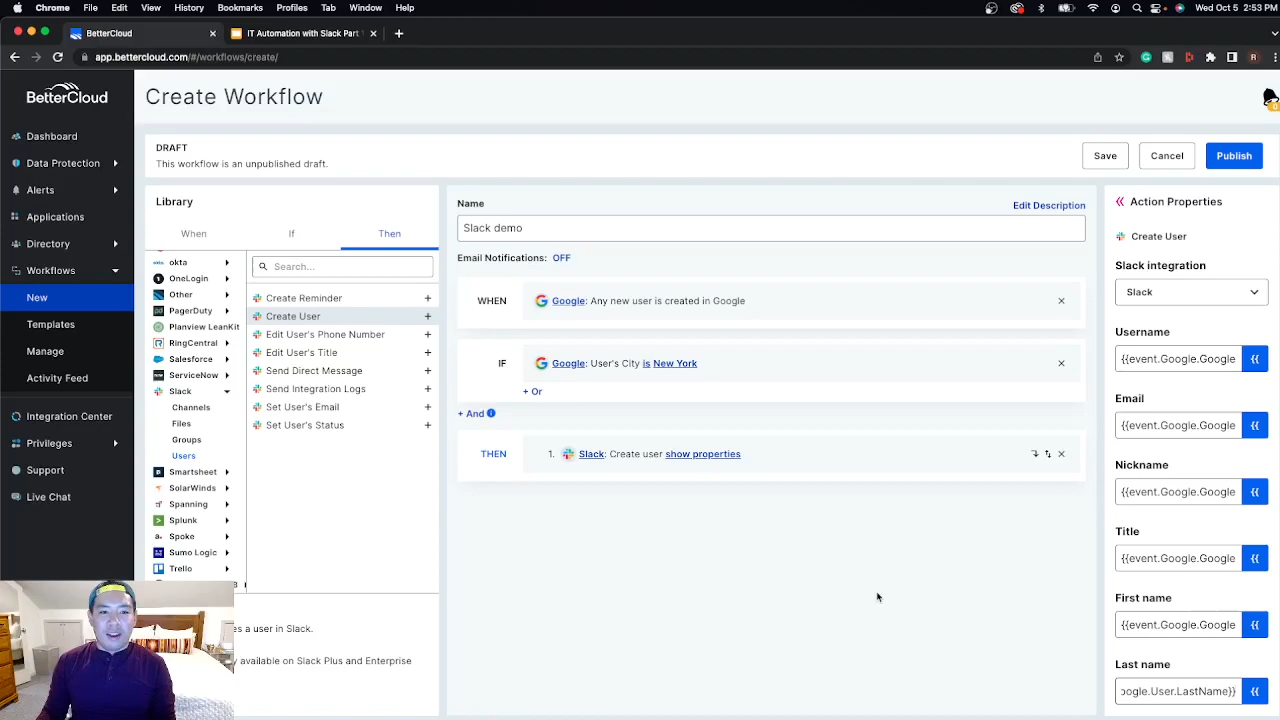 Chrome File Edit View History Bookmarks Profiles Tab Window Help
Wed Oct 5 2:53 PM
BetterCloud
IT Automation with Slack Part
app.bettercloud.com/#/workflows/create/
R
BetterCloud
Dashboard
Data Protection
Alerts
Applications
Directory
Workflows
New
Templates
Manage
Activity Feed
Integration Center
Privileges
Support
Live Chat
Create Workflow
0
DRAFT
This workflow is an unpublished draft.
Save
Cancel
Publish
Library
When
If
Then
okta
OneLogin
Other
PagerDuty
Planview LeanKit
RingCentral
Salesforce
ServiceNow
Slack
Channels
Files
Groups
Users
Smartsheet
SolarWinds
Spanning
Splunk
Spoke
Sumo Logic
Trello
Search...
Create Reminder
Create User
Edit User's Phone Number
Edit User's Title
Send Direct Message
Send Integration Logs
Set User's Email
Set User's Status
es a user in Slack.
y available on Slack Plus and Enterprise
Name
Edit Description
Slack demo
Email Notifications: OFF
WHEN
Google: Any new user is created in Google
IF
Google: User's City is New York
+ Or
+ And
THEN
1. Slack: Create user show properties
Action Properties
Create User
Slack integration
Slack
Username
{{event.Google.Google {{
Email
{{event.Google.Google {{
Nickname
{{event.Google.Google {{
Title
{{event.Google.Google {{
First name
{{event.Google.Google {{
Last name
oogle.User.LastName}} {{